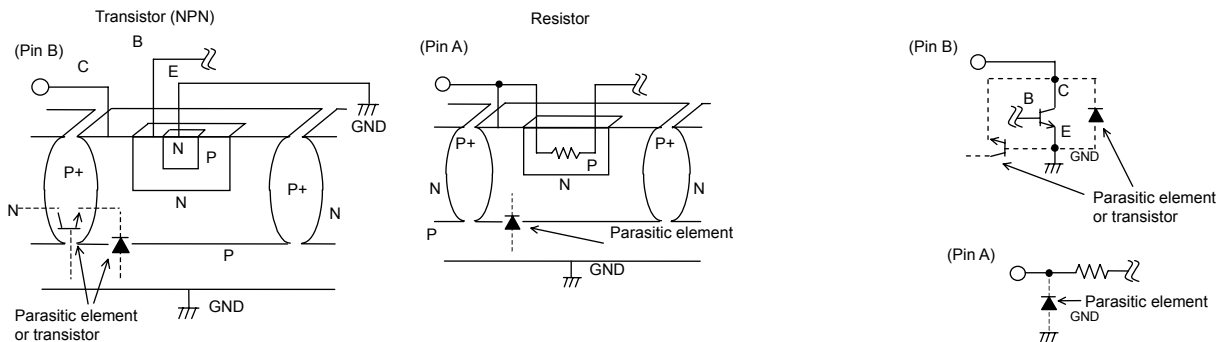 Transistor (NPN)
(Pin B)
B
C
E
GND
N
P
P+
P+
N
N
N
P
GND
Parasitic element
or transistor
Resistor
(Pin A)
P+
P+
P
N
N
N
P
Parasitic element
GND
(Pin B)
C
B
E
GND
Parasitic element
or transistor
(Pin A)
Parasitic element
GND